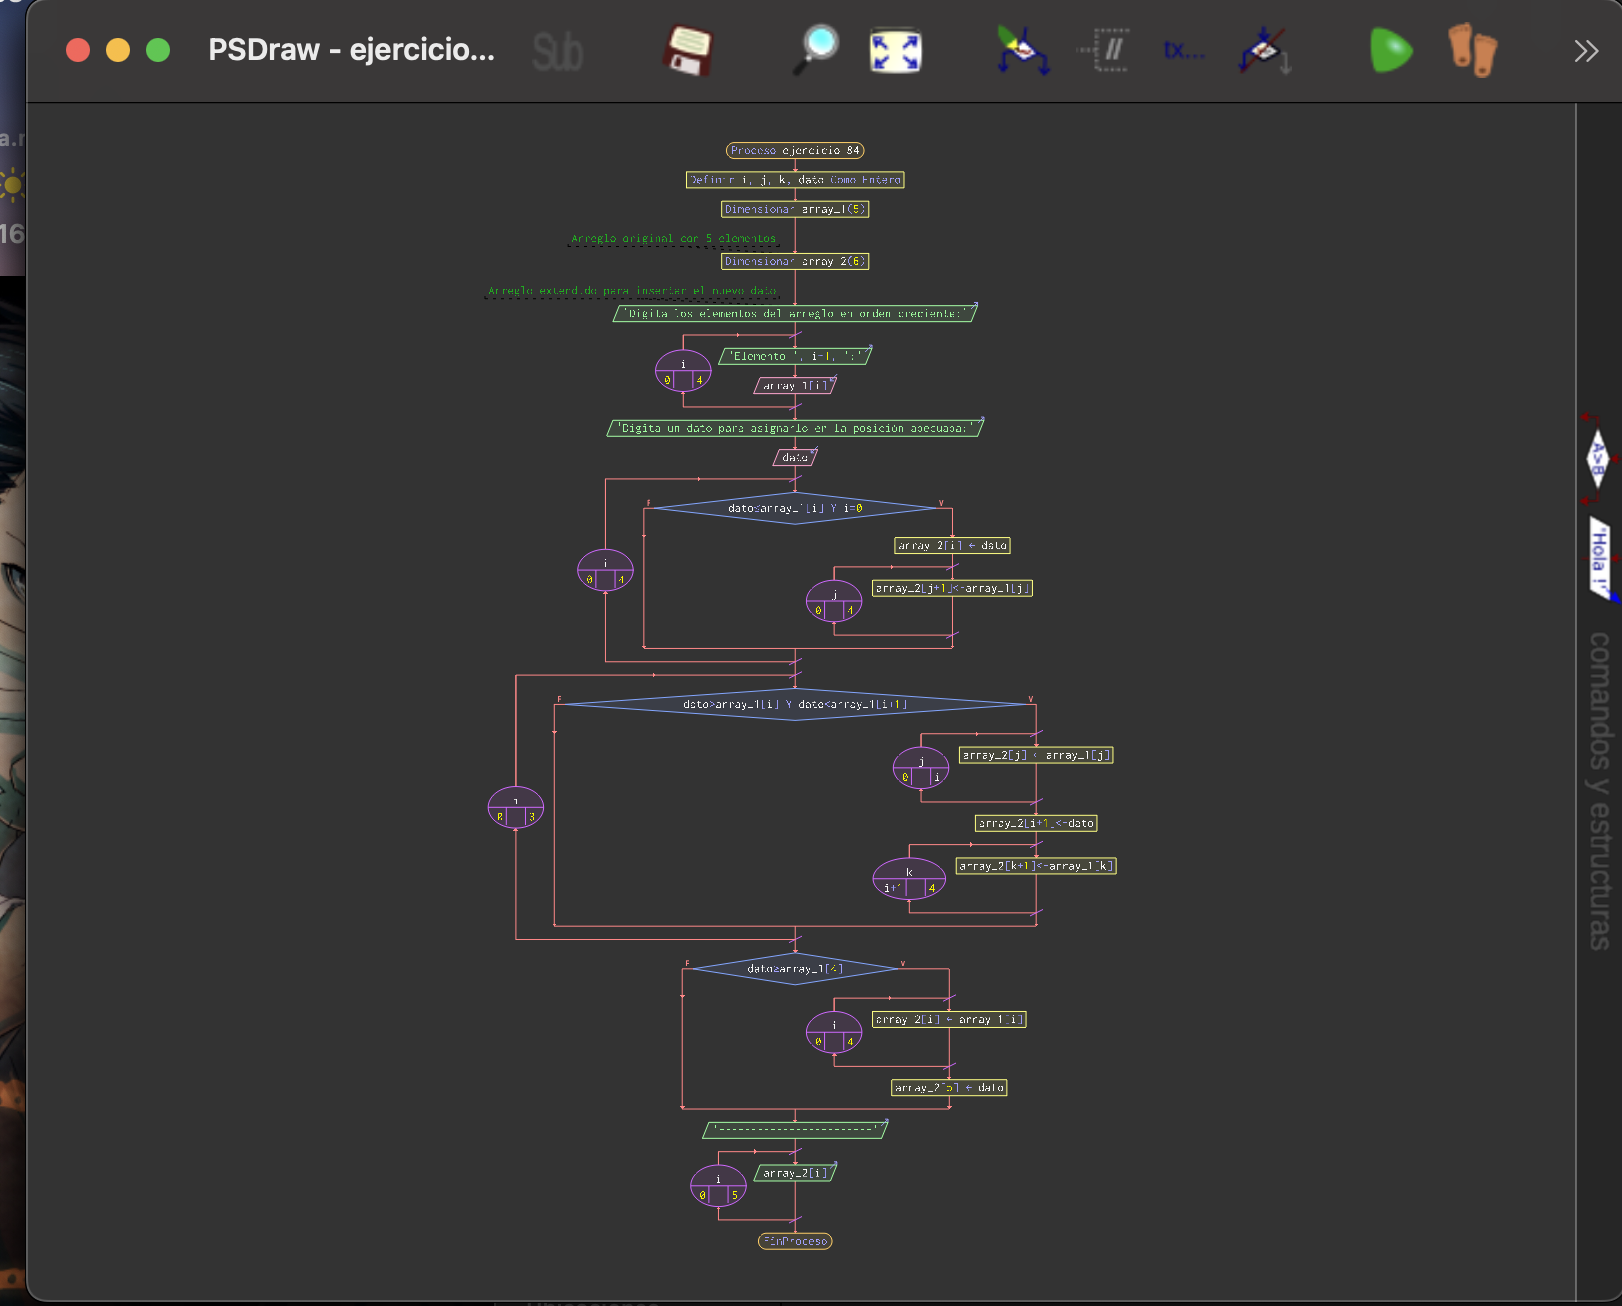 a.r
16
PSDraw - ejercicio...
Sub
//
tx...
Proceso ejercicio_84
Definir i, j, k, dato Como Entero
Dimensionar array_1(5)
Arreglo original con 5 elementos
Dimensionar array_2(6)
Arreglo extendido para insertar el nuevo dato
'Digita los elementos del arreglo en orden creciente:'
'Elemento ', i+1, ':'
i
0 4
array_1[i]
'Digita un dato para asignarlo en la posición adecuada:'
dato
F V
dato≤array_1[i] Y i=0
array_2[i] ← dato
i
0 4
array_2[j+1]<-array_1[j]
j
0 4
F V
dato>array_1[i] Y dato<array_1[i+1]
array_2[j] ← array_1[j]
j
0 i
i
0 3
array_2[i+1]<-dato
array_2[k+1]<-array_1[k]
k
i+1 4
F V
dato≥array_1[4]
array_2[i] ← array_1[i]
i
0 4
array_2[5] ← dato
'------------------------'
array_2[i]
i
0 5
FinProceso
A>B
'Hola !'
comandos y estructuras